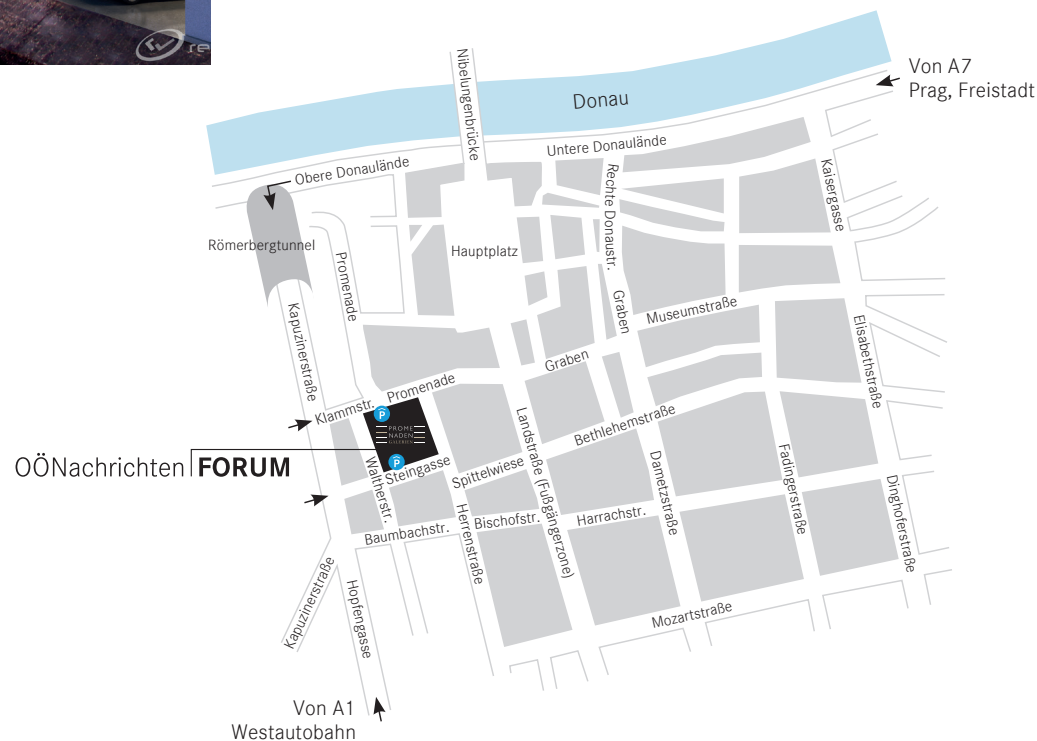 re
Von A7
Prag, Freistadt
Donau
Nibelungenbrücke
Untere Donaulände
Obere Donaulände
Rechte Donaustr.
Kaisergasse
Römerbergtunnel
Hauptplatz
Promenade
Kapuzinerstraße
Graben
Museumstraße
Elisabethstraße
Graben
Promenade
Klammstr.
P
PROME
NADEN
GALERIEN
P
OÖNachrichten FORUM
Waltherstr.
Steingasse
Spittelwiese
Landstraße (Fußgängerzone)
Bethlehemstraße
Dametzstraße
Fadingerstraße
Dinghoferstraße
Baumbachstr.
Bischofstr.
Harrachstr.
Herrenstraße
Kapuzinerstraße
Hopfengasse
Mozartstraße
Von A1
Westautobahn